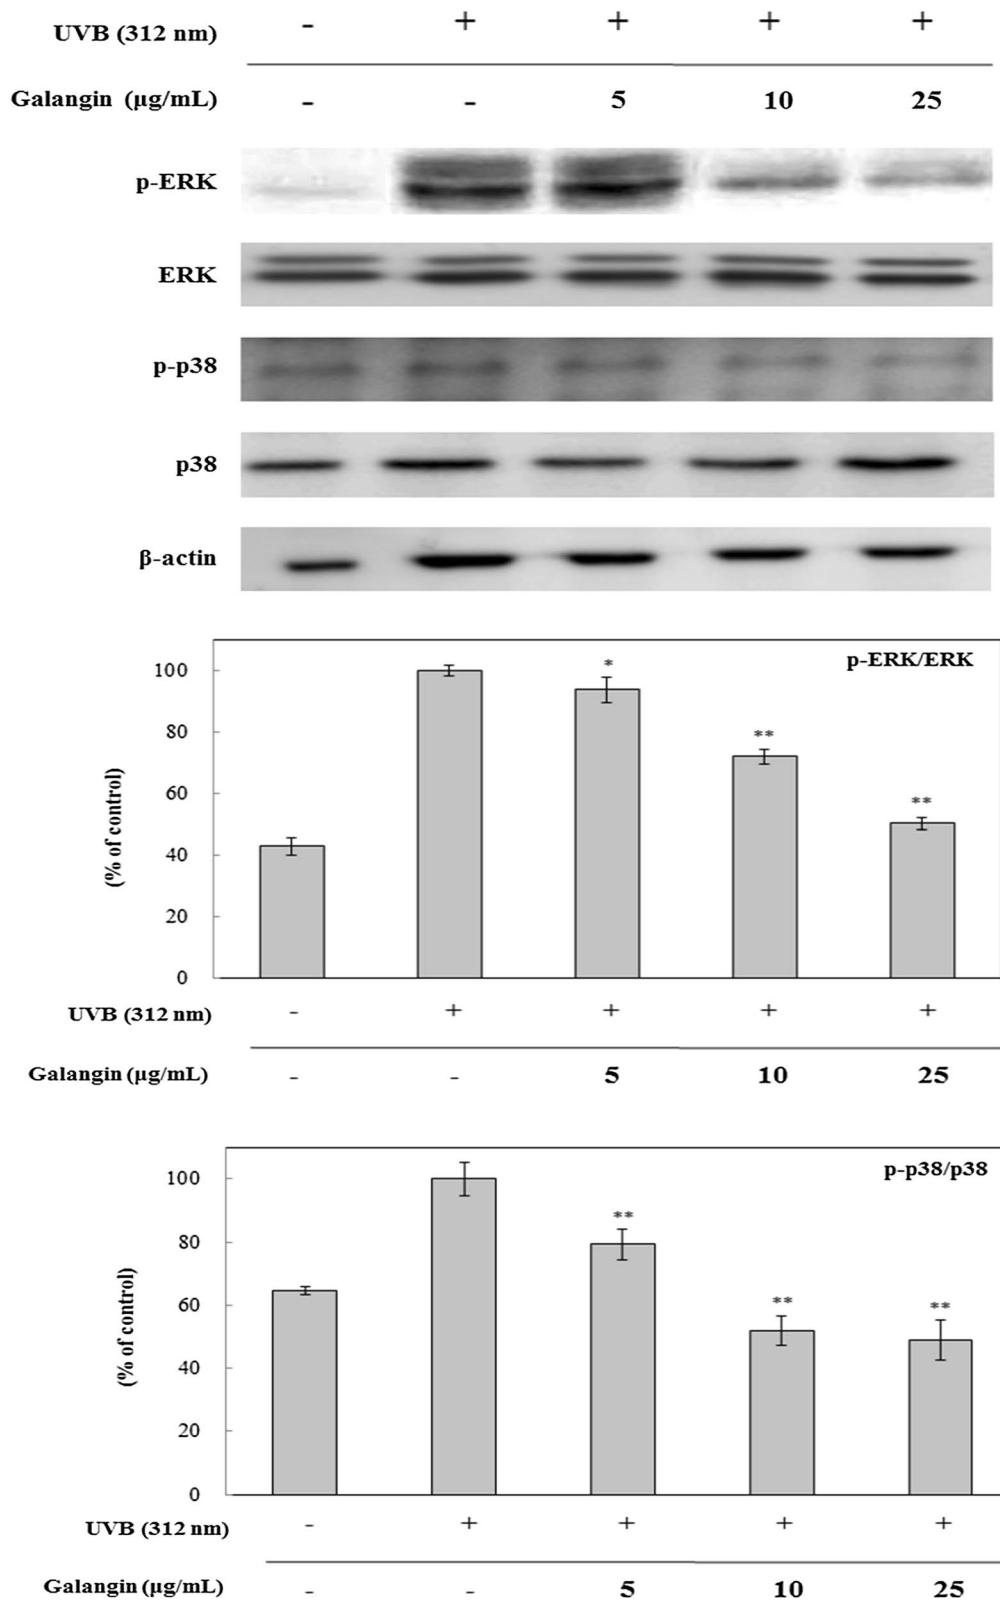 UVB (312 nm) - + + + +
Galangin (µg/mL) - - 5 10 25
p-ERK
ERK
p-p38
p38
β-actin
p-ERK/ERK
100
*
80
**
60
**
40
20
0
(% of control)
UVB (312 nm) - + + + +
Galangin (µg/mL) - - 5 10 25
p-p38/p38
100
**
80
60
**
**
40
20
0
(% of control)
UVB (312 nm) - + + + +
Galangin (µg/mL) - - 5 10 25